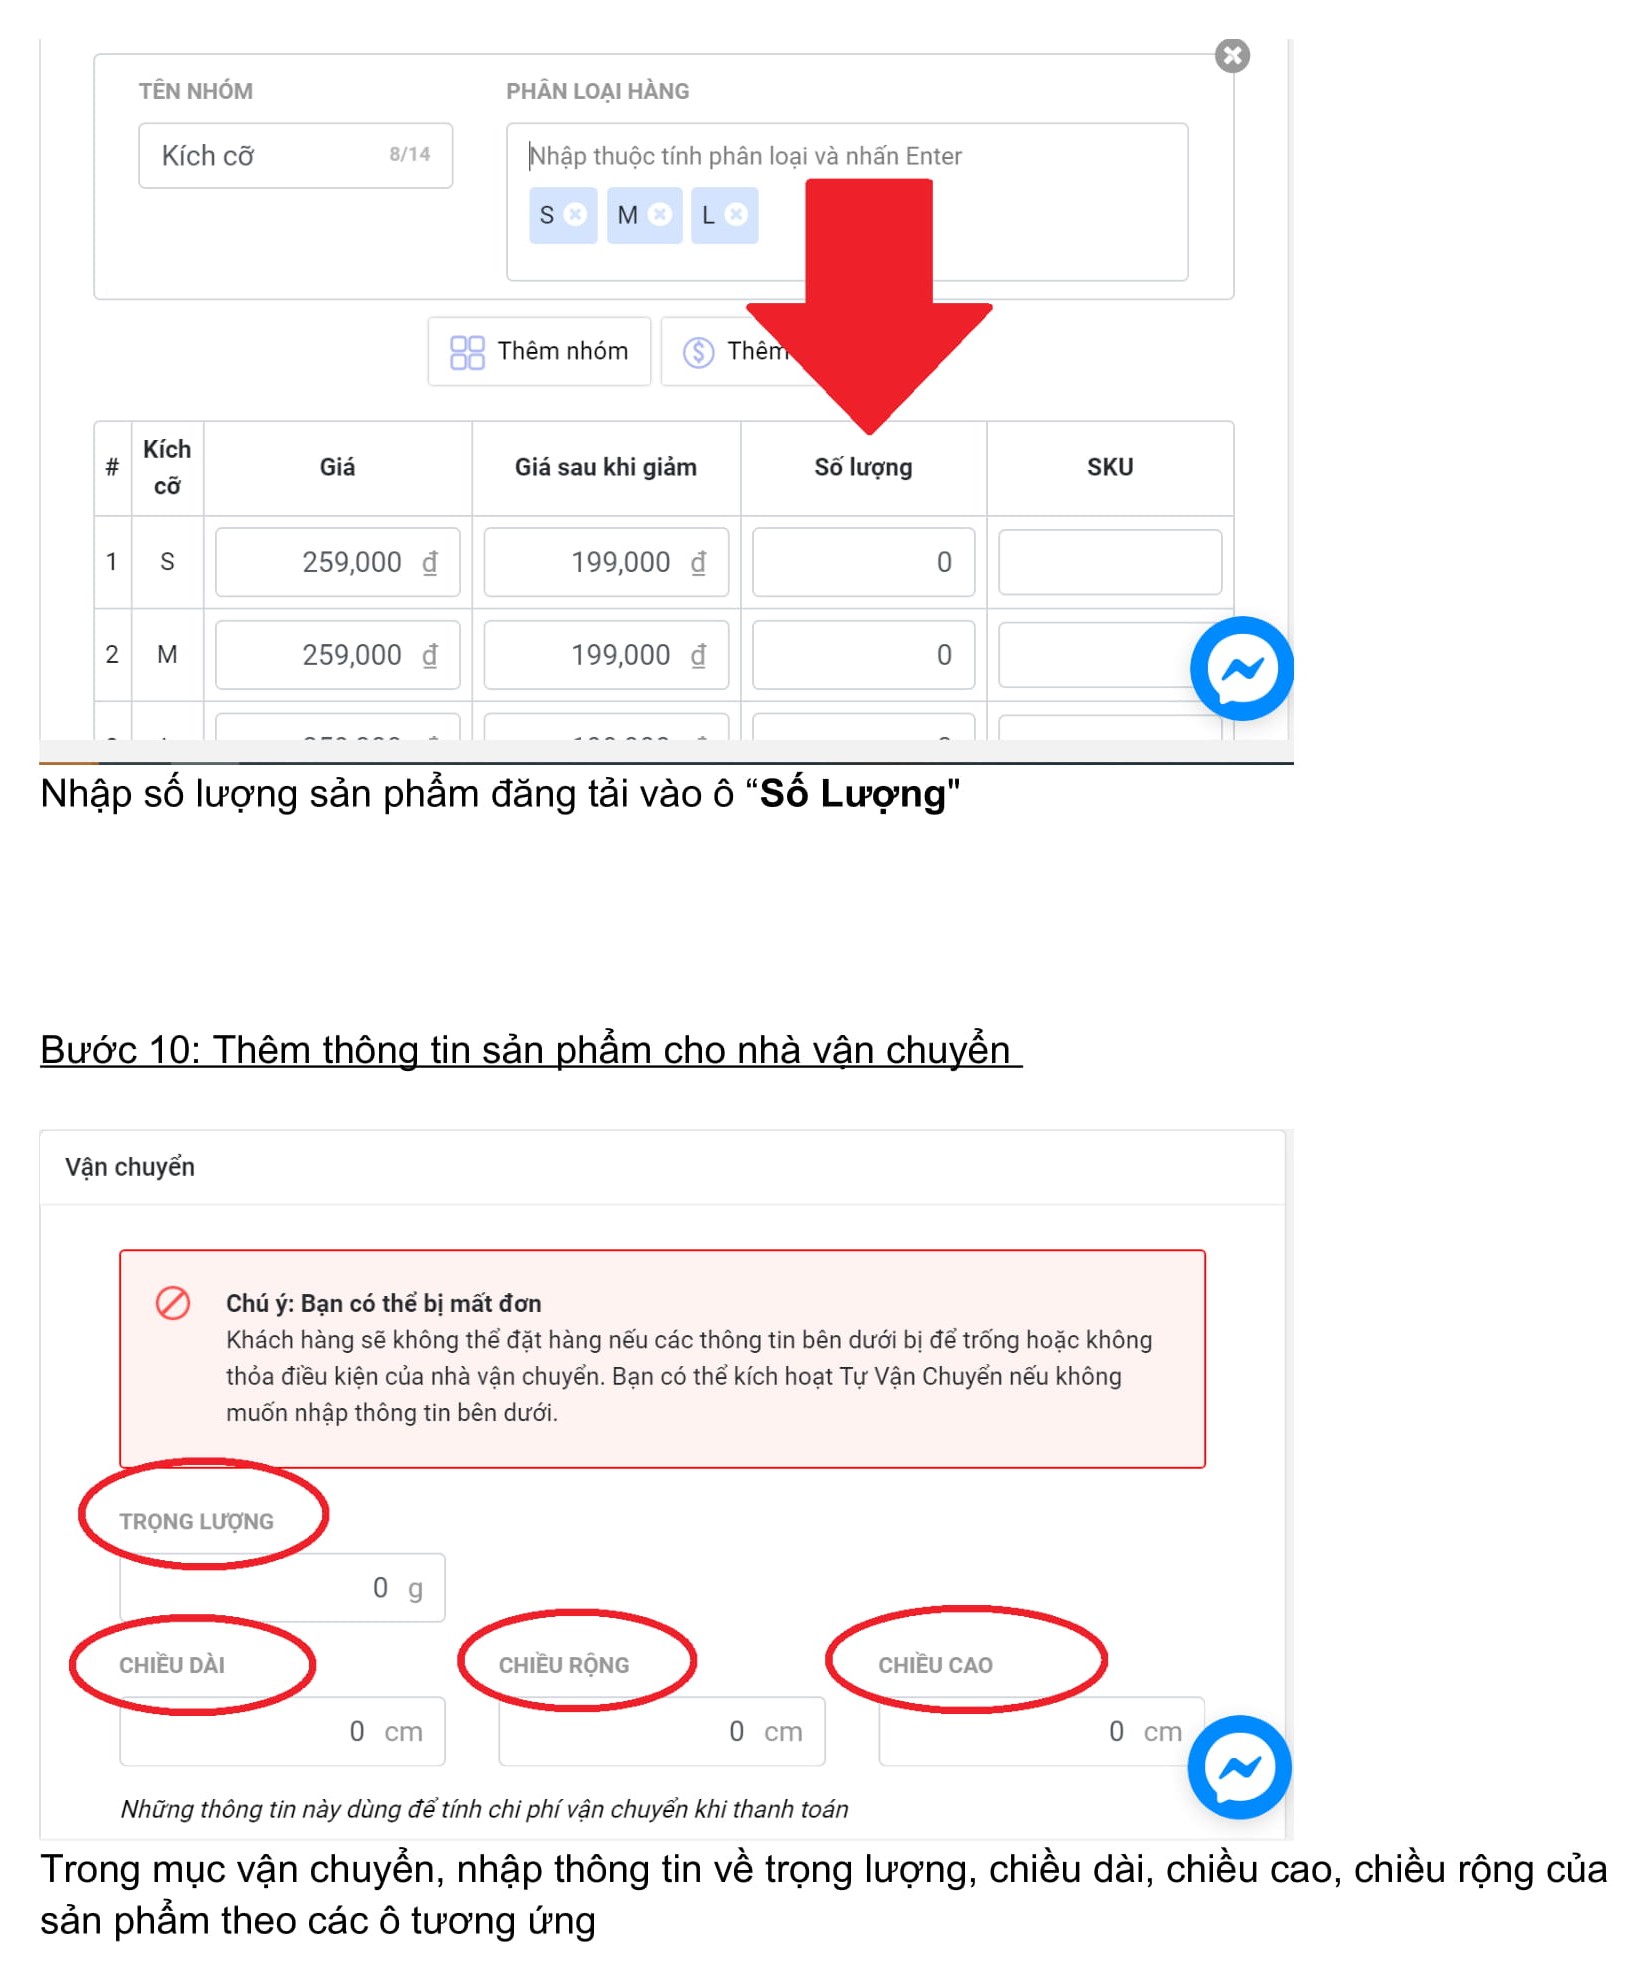 TÊN NHÓM
PHÂN LOẠI HÀNG
Kích cỡ 8/14
Nhập thuộc tính phân loại và nhấn Enter
S M L
Thêm nhóm
Thêm
# Kích cỡ Giá Giá sau khi giảm Số lượng SKU
1 S 259,000 đ 199,000 đ 0
2 M 259,000 đ 199,000 đ 0
Nhập số lượng sản phẩm đăng tải vào ô “Số Lượng"
Bước 10: Thêm thông tin sản phẩm cho nhà vận chuyển
Vận chuyển
Chú ý: Bạn có thể bị mất đơn
Khách hàng sẽ không thể đặt hàng nếu các thông tin bên dưới bị để trống hoặc không
thỏa điều kiện của nhà vận chuyển. Bạn có thể kích hoạt Tự Vận Chuyển nếu không
muốn nhập thông tin bên dưới.
TRỌNG LƯỢNG
0 g
CHIỀU DÀI CHIỀU RỘNG CHIỀU CAO
0 cm 0 cm 0 cm
Những thông tin này dùng để tính chi phí vận chuyển khi thanh toán
Trong mục vận chuyển, nhập thông tin về trọng lượng, chiều dài, chiều cao, chiều rộng của
sản phẩm theo các ô tương ứng